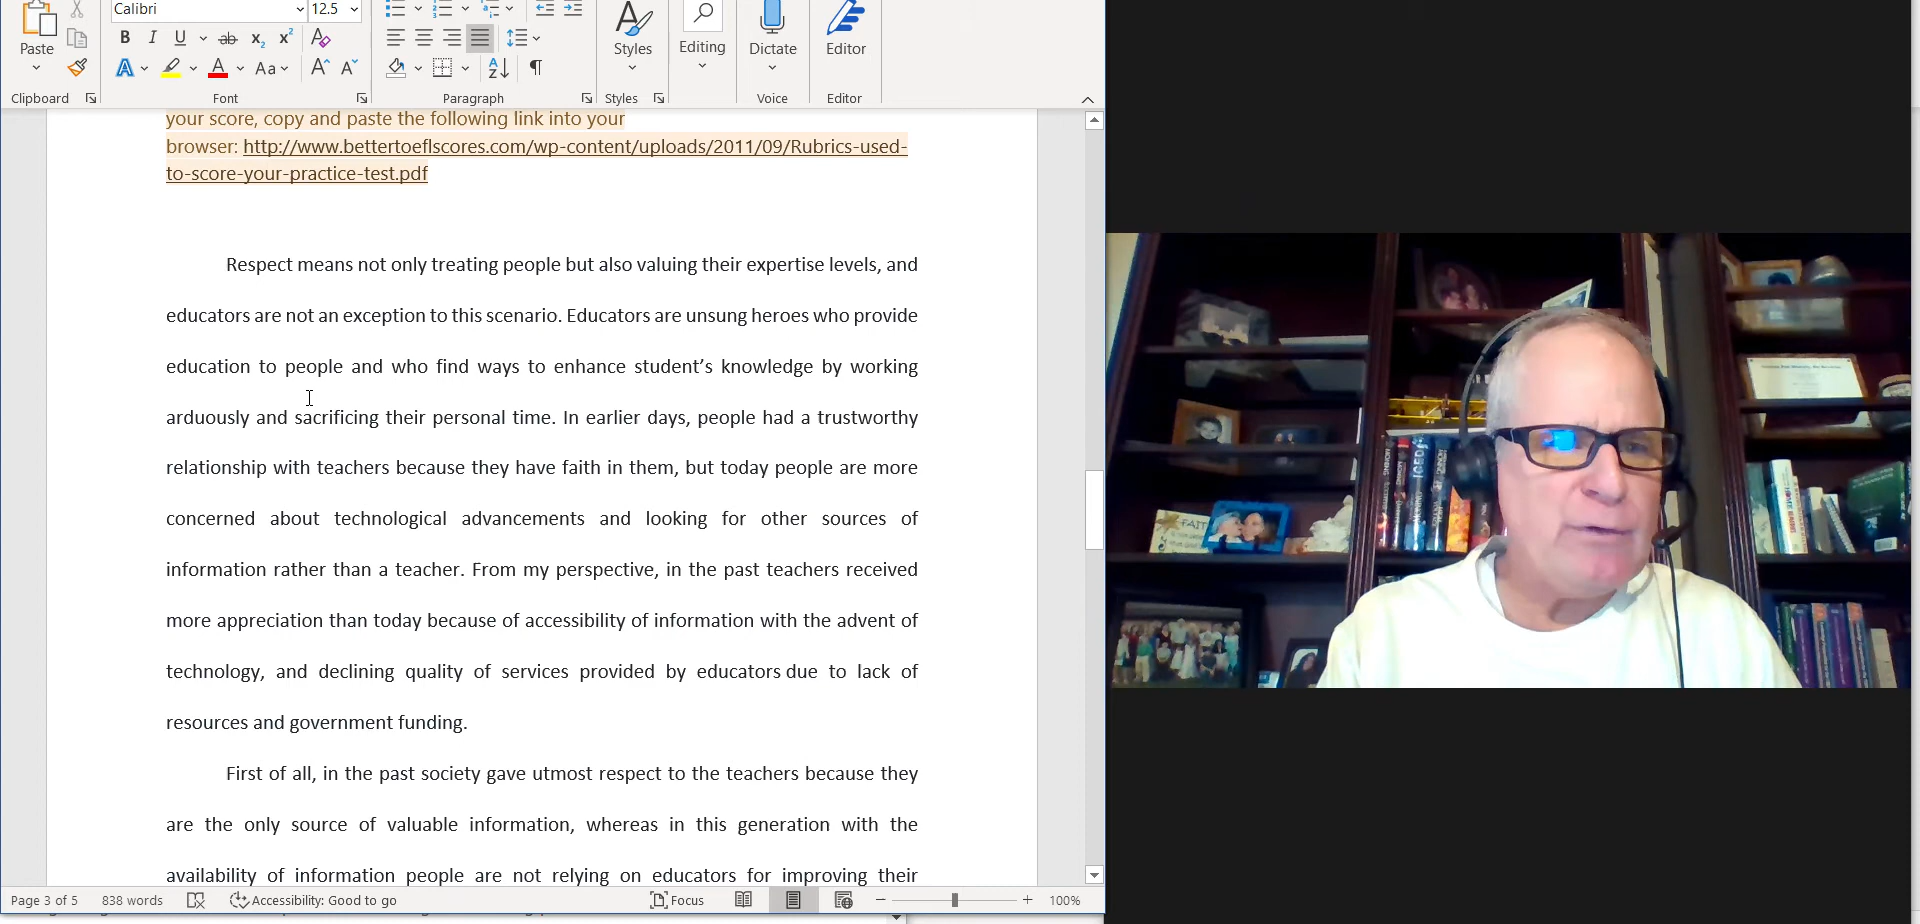 Calibri 12.5
Paste
B I U ab x₂ x² A
A A Aa A A
Styles Editing Dictate Editor
Clipboard Font Paragraph Styles Voice Editor
your score, copy and paste the following link into your
browser: http://www.bettertoeflscores.com/wp-content/uploads/2011/09/Rubrics-used-
to-score-your-practice-test.pdf
Respect means not only treating people but also valuing their expertise levels, and
educators are not an exception to this scenario. Educators are unsung heroes who provide
education to people and who find ways to enhance student’s knowledge by working
arduously and sacrificing their personal time. In earlier days, people had a trustworthy
relationship with teachers because they have faith in them, but today people are more
concerned about technological advancements and looking for other sources of
information rather than a teacher. From my perspective, in the past teachers received
more appreciation than today because of accessibility of information with the advent of
technology, and declining quality of services provided by educators due to lack of
resources and government funding.
First of all, in the past society gave utmost respect to the teachers because they
are the only source of valuable information, whereas in this generation with the
availability of information people are not relying on educators for improving their
Page 3 of 5 838 words Accessibility: Good to go Focus 100%
FAIT